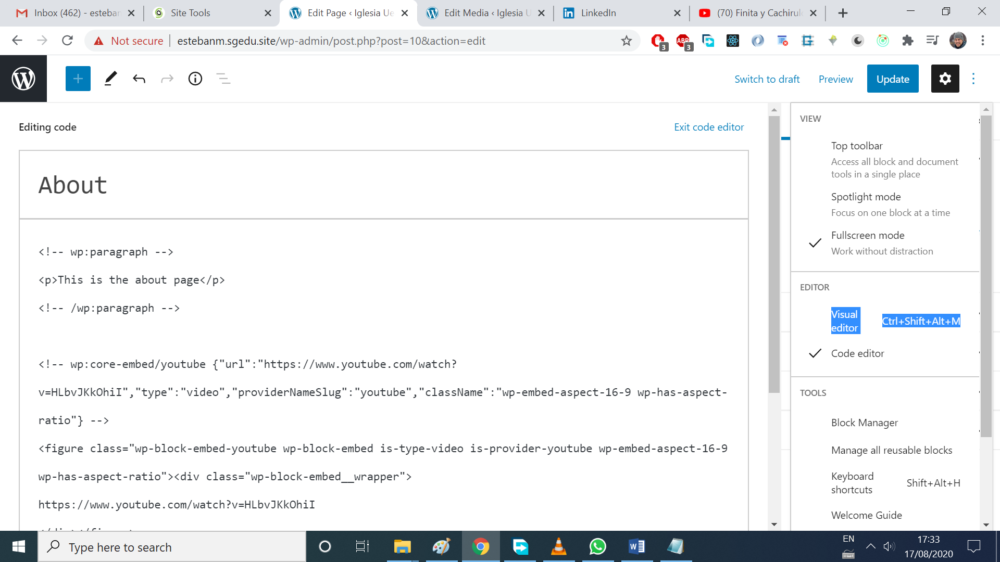 Inbox (462) - esteban
Site Tools
Edit Page ‹ Iglesia Ue
Edit Media ‹ Iglesia U
LinkedIn
(70) Finita y Cachirulo
Not secure
estebanm.sgedu.site/wp-admin/post.php?post=10&action=edit
3
ABP
3
Switch to draft
Preview
Update
Editing code
Exit code editor
About
<!-- wp:paragraph -->
<p>This is the about page</p>
<!-- /wp:paragraph -->
<!-- wp:core-embed/youtube {"url":"https://www.youtube.com/watch?
v=HLbvJKkOhiI","type":"video","providerNameSlug":"youtube","className":"wp-embed-aspect-16-9 wp-has-aspect-
ratio"} -->
<figure class="wp-block-embed-youtube wp-block-embed is-type-video is-provider-youtube wp-embed-aspect-16-9
wp-has-aspect-ratio"><div class="wp-block-embed__wrapper">
https://www.youtube.com/watch?v=HLbvJKkOhiI
VIEW
Top toolbar
Access all block and document
tools in a single place
Spotlight mode
Focus on one block at a time
Fullscreen mode
Work without distraction
EDITOR
Visual
editor
Ctrl+Shift+Alt+M
Code editor
TOOLS
Block Manager
Manage all reusable blocks
Keyboard
shortcuts
Shift+Alt+H
Welcome Guide
Type here to search
EN
17:33
17/08/2020